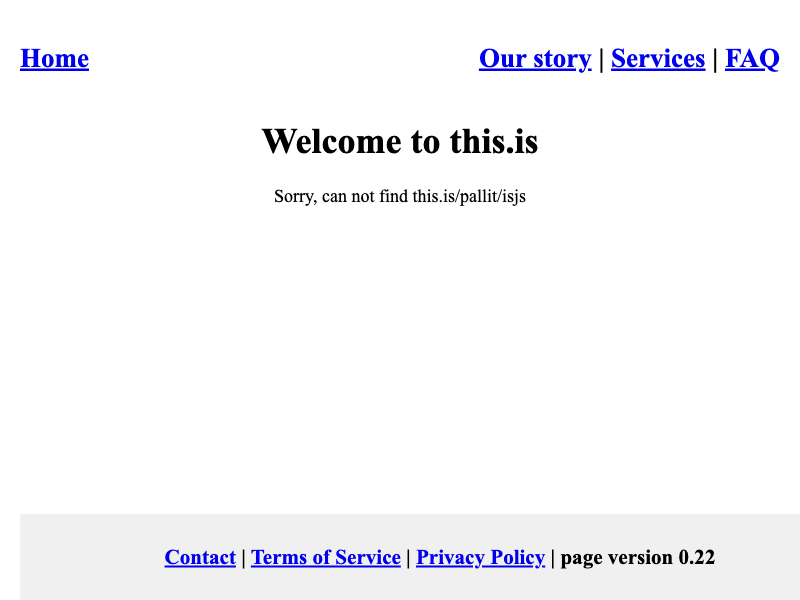 Home Our story | Services | FAQ
Welcome to this.is
Sorry, can not find this.is/pallit/isjs
Contact | Terms of Service | Privacy Policy | page version 0.22